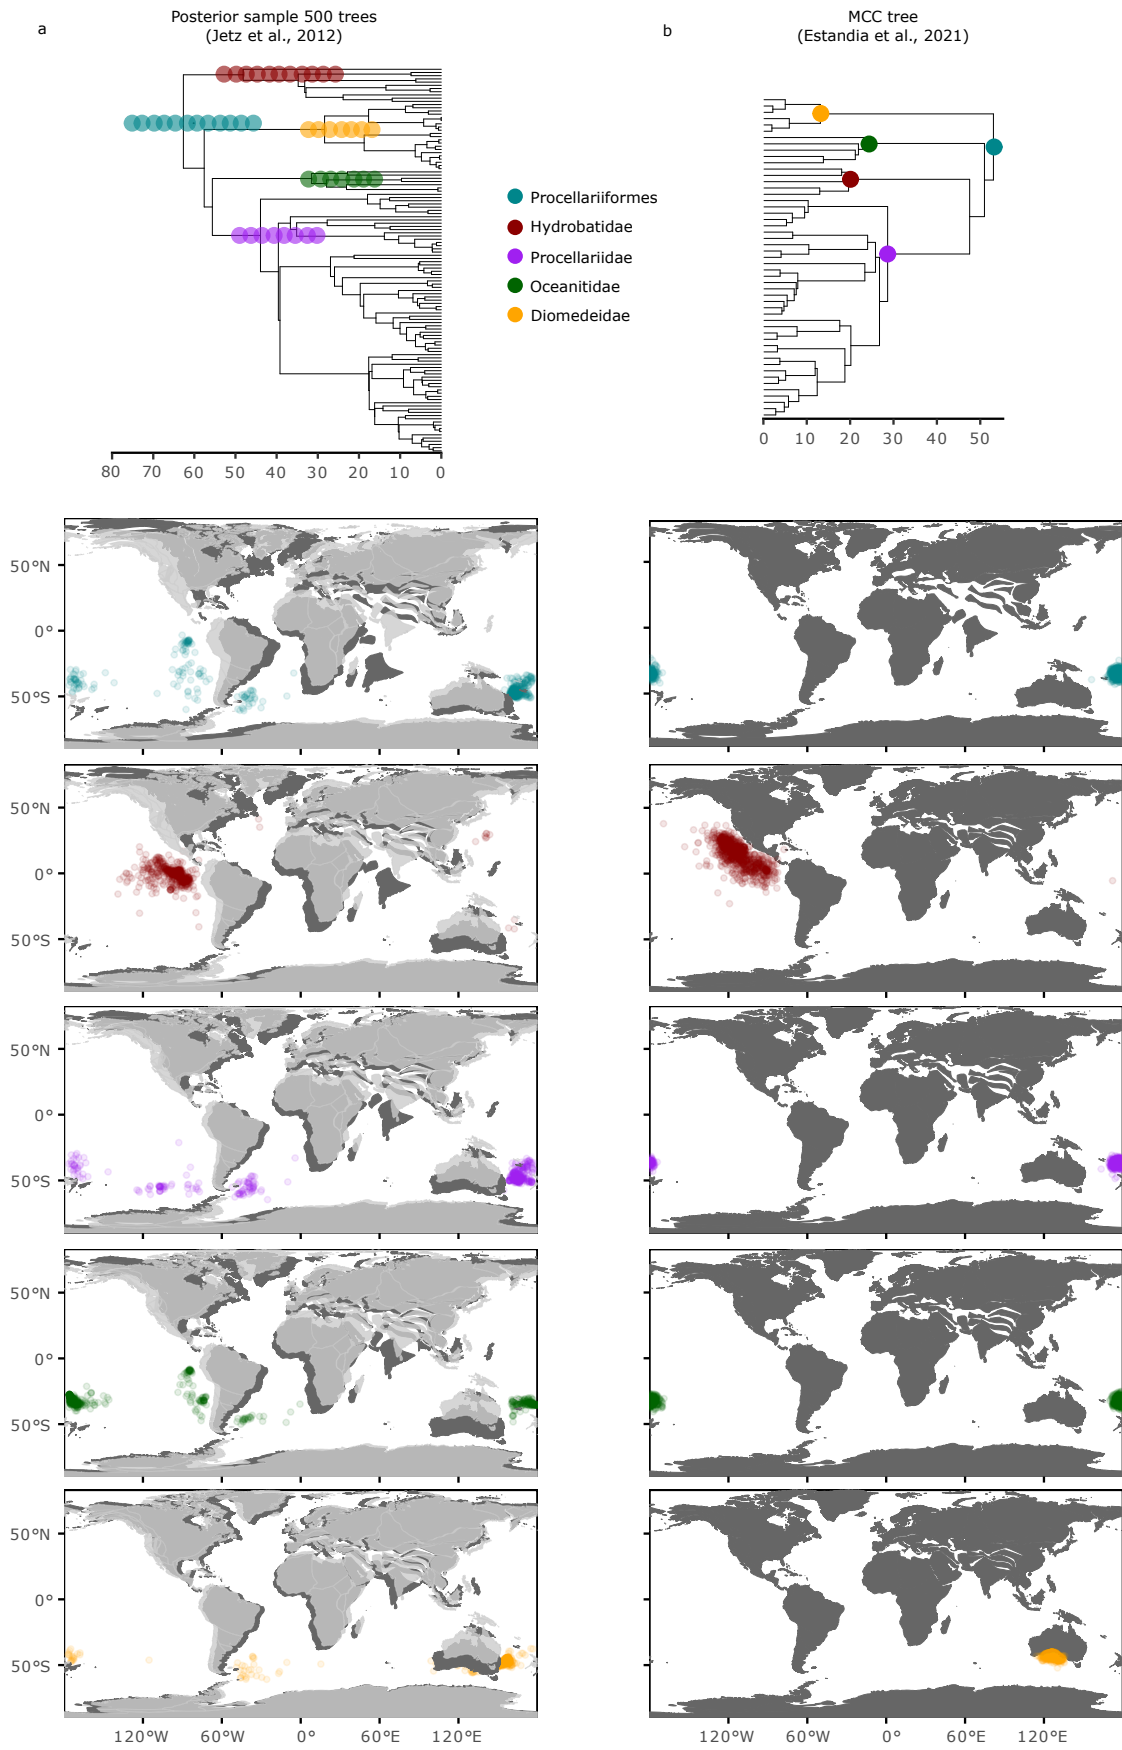 a
Posterior sample 500 trees
(Jetz et al., 2012)
b
MCC tree
(Estandia et al., 2021)
Procellariiformes
Hydrobatidae
Procellariidae
Oceanitidae
Diomedeidae
80 70 60 50 40 30 20 10 0
0 10 20 30 40 50
50°N
0°
50°S
50°N
0°
50°S
50°N
0°
50°S
50°N
0°
50°S
50°N
0°
50°S
120°W 60°W 0° 60°E 120°E
120°W 60°W 0° 60°E 120°E